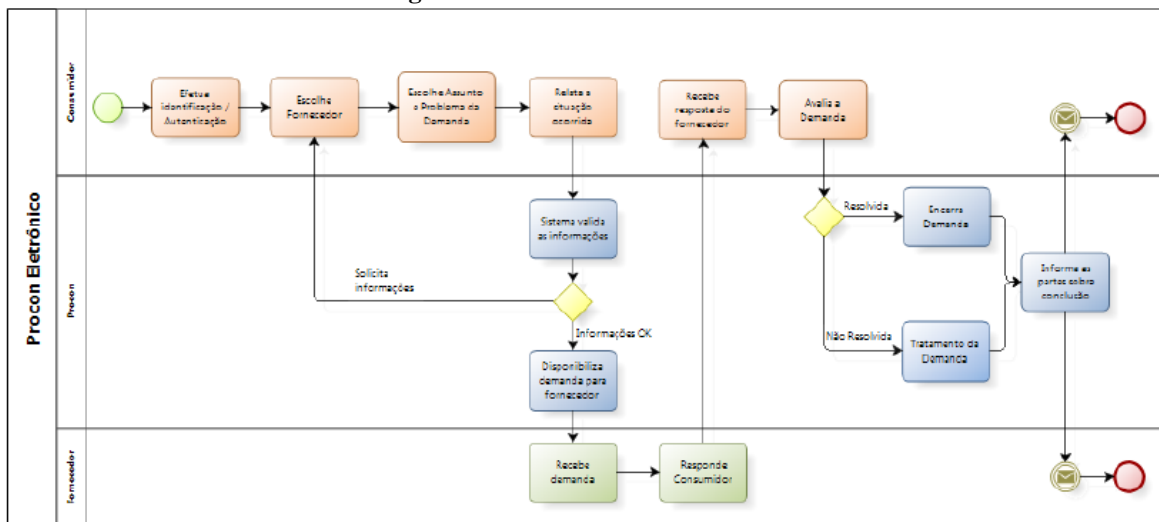 Procon Eletrônico
Consumidor
Efetua
identificação /
Autenticação
Escolhe
Fornecedor
Escolhe Assunto
e Problema da
Demanda
Relata a
situação
ocorrida
Recebe
resposta do
fornecedor
Avalia a
Demanda
Procon
Sistema valida
as informações
Solicita
informações
Informações OK
Disponibiliza
demanda para
fornecedor
Resolvida
Encerra
Demanda
Não Resolvida
Tratamento da
Demanda
Informa as
partes sobre
conclusão
Fornecedor
Recebe
demanda
Responde
Consumidor